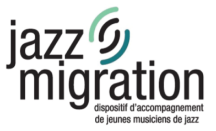 jazz
migration
dispositif d'accompagnement
de jeunes musiciens de jazz